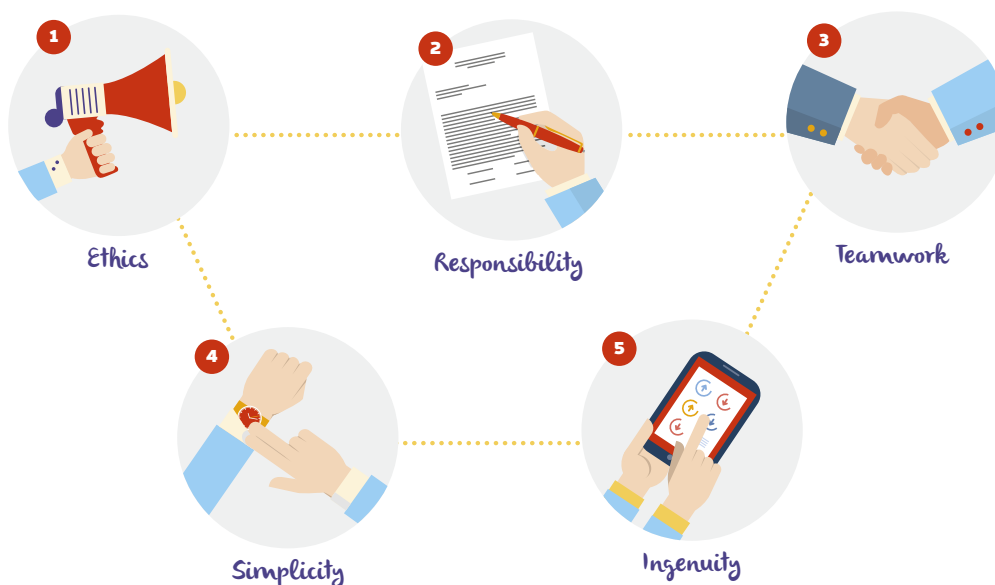 1
Ethics
2
Responsibility
3
Teamwork
4
Simplicity
5
Ingenuity